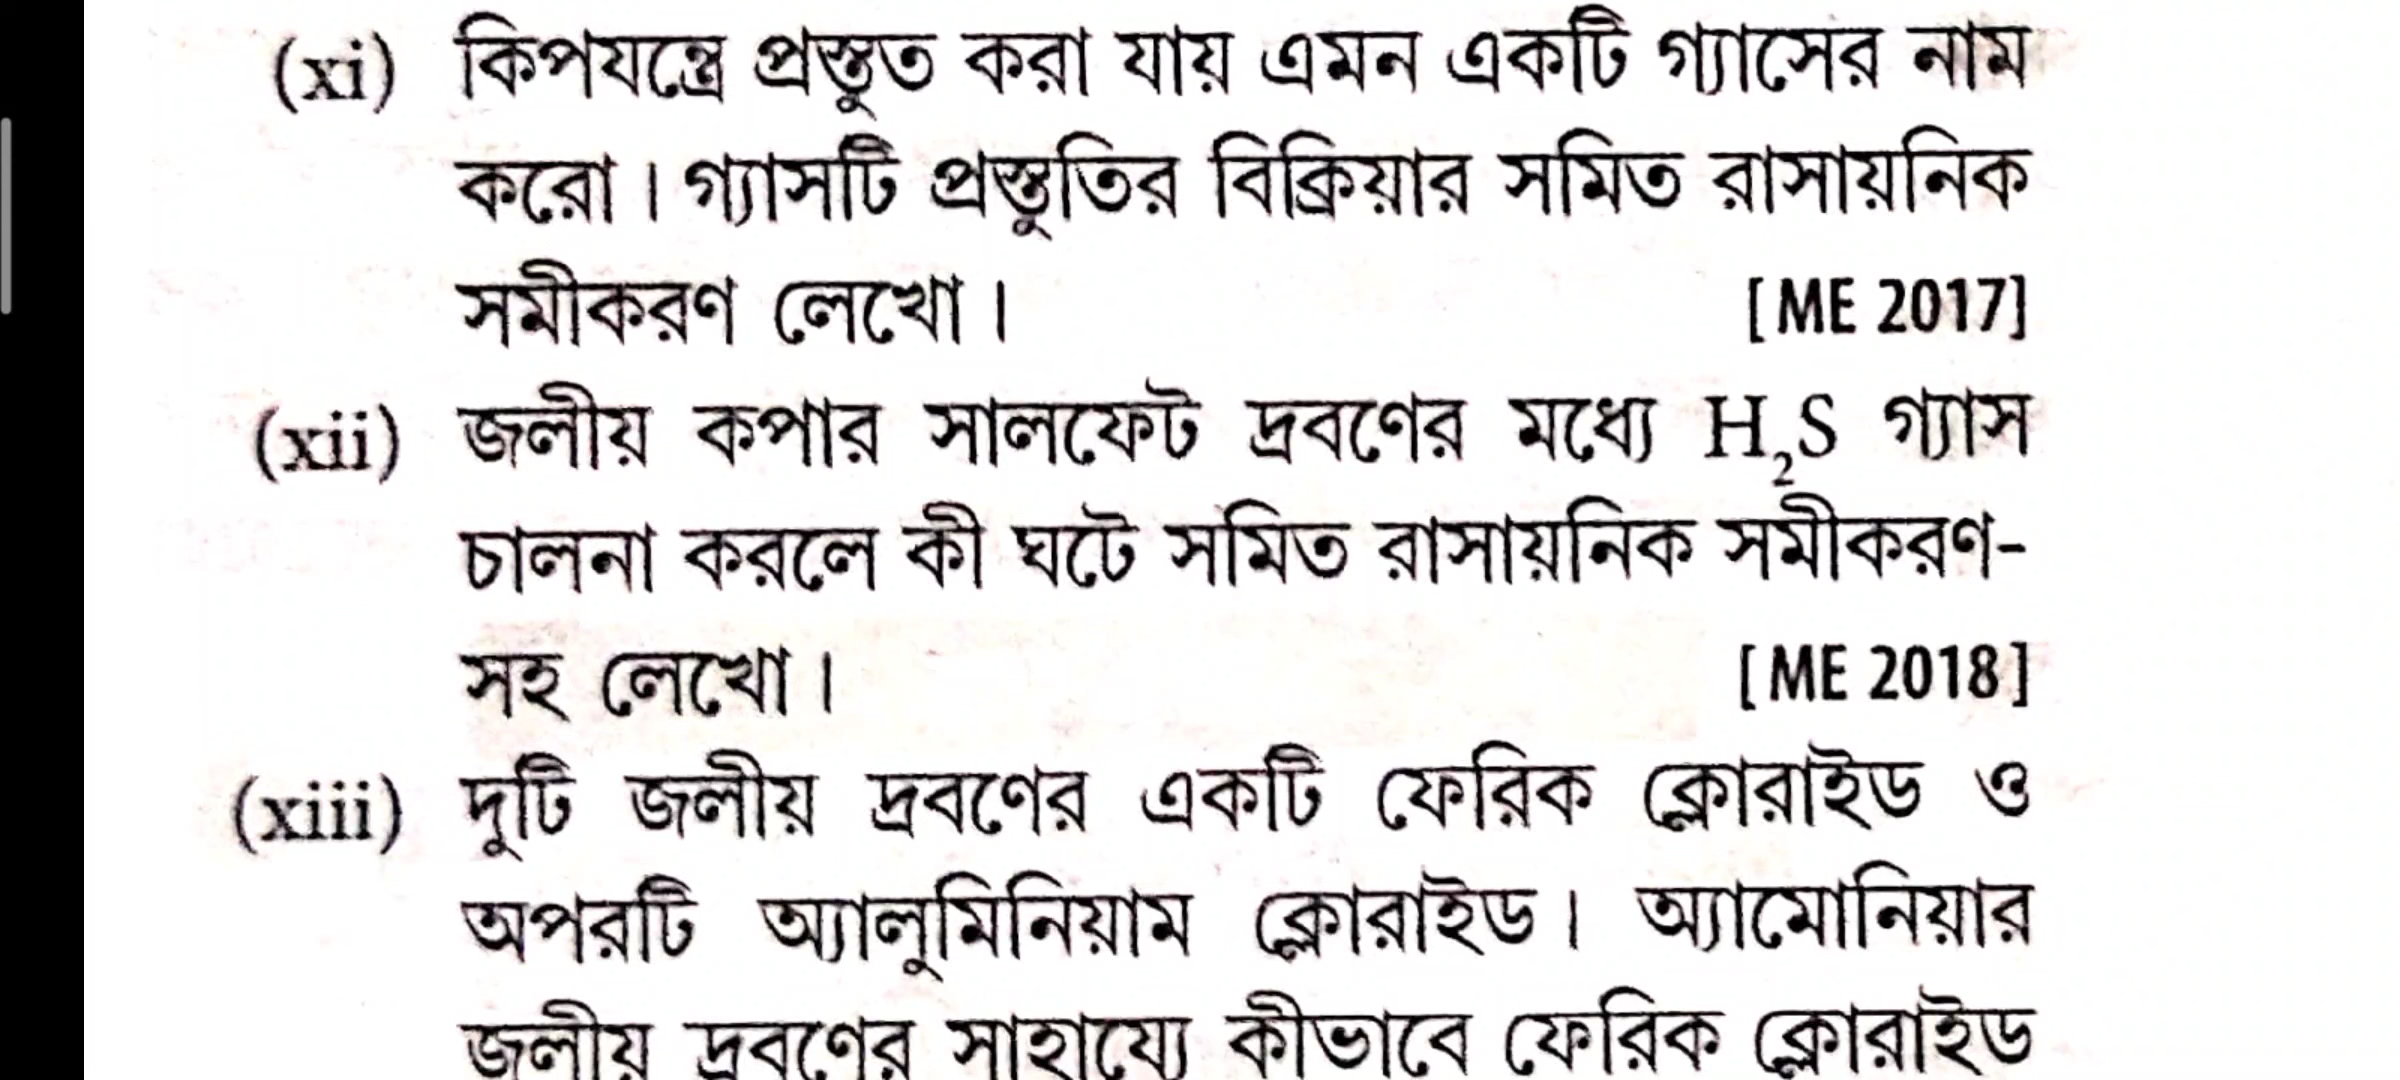 (xi) কিপযন্ত্রে প্রস্তুত করা যায় এমন একটি গ্যাসের নাম
করো। গ্যাসটি প্রস্তুতির বিক্রিয়ার সমিত রাসায়নিক
সমীকরণ লেখো। [ME 2017]
(xii) জলীয় কপার সালফেট দ্রবণের মধ্যে H₂S গ্যাস
চালনা করলে কী ঘটে সমিত রাসায়নিক সমীকরণ-
সহ লেখো। [ME 2018]
(xiii) দুটি জলীয় দ্রবণের একটি ফেরিক ক্লোরাইড ও
অপরটি অ্যালুমিনিয়াম ক্লোরাইড। অ্যামোনিয়ার
জলীয় দ্রবণের সাহায্যে কীভাবে ফেরিক ক্লোরাইড